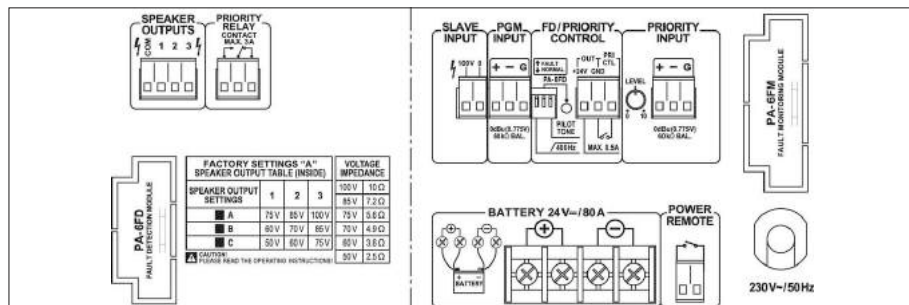 SPEAKER OUTPUTS
COM 1 2 3
PRIORITY RELAY
CONTACT
MAX. 3A
SLAVE INPUT
100V 0
PGM INPUT
+ − G
0dBu(0.775V)
60kΩ BAL.
FD/PRIORITY CONTROL
FAULT
NORMAL
PA-6FD
PILOT TONE
/400Hz
OUT
+24V GND
PRI CTL
MAX. 0.5A
PRIORITY INPUT
LEVEL
0 10
+ − G
0dBu(0.775V)
60kΩ BAL.
PA-6FM
FAULT MONITORING MODULE
PA-6FD
FAULT DETECTION MODULE
FACTORY SETTINGS "A"
SPEAKER OUTPUT TABLE (INSIDE)
SPEAKER OUTPUT SETTINGS 1 2 3
A 75V 85V 100V
B 60V 70V 85V
C 50V 60V 75V
CAUTION!
PLEASE READ THE OPERATING INSTRUCTIONS!
VOLTAGE IMPEDANCE
100V 10Ω
85V 7.2Ω
75V 5.6Ω
70V 4.9Ω
60V 3.6Ω
50V 2.5Ω
BATTERY 24V⎓/80A
+ −
BATTERY
+ −
POWER REMOTE
230V~/50Hz